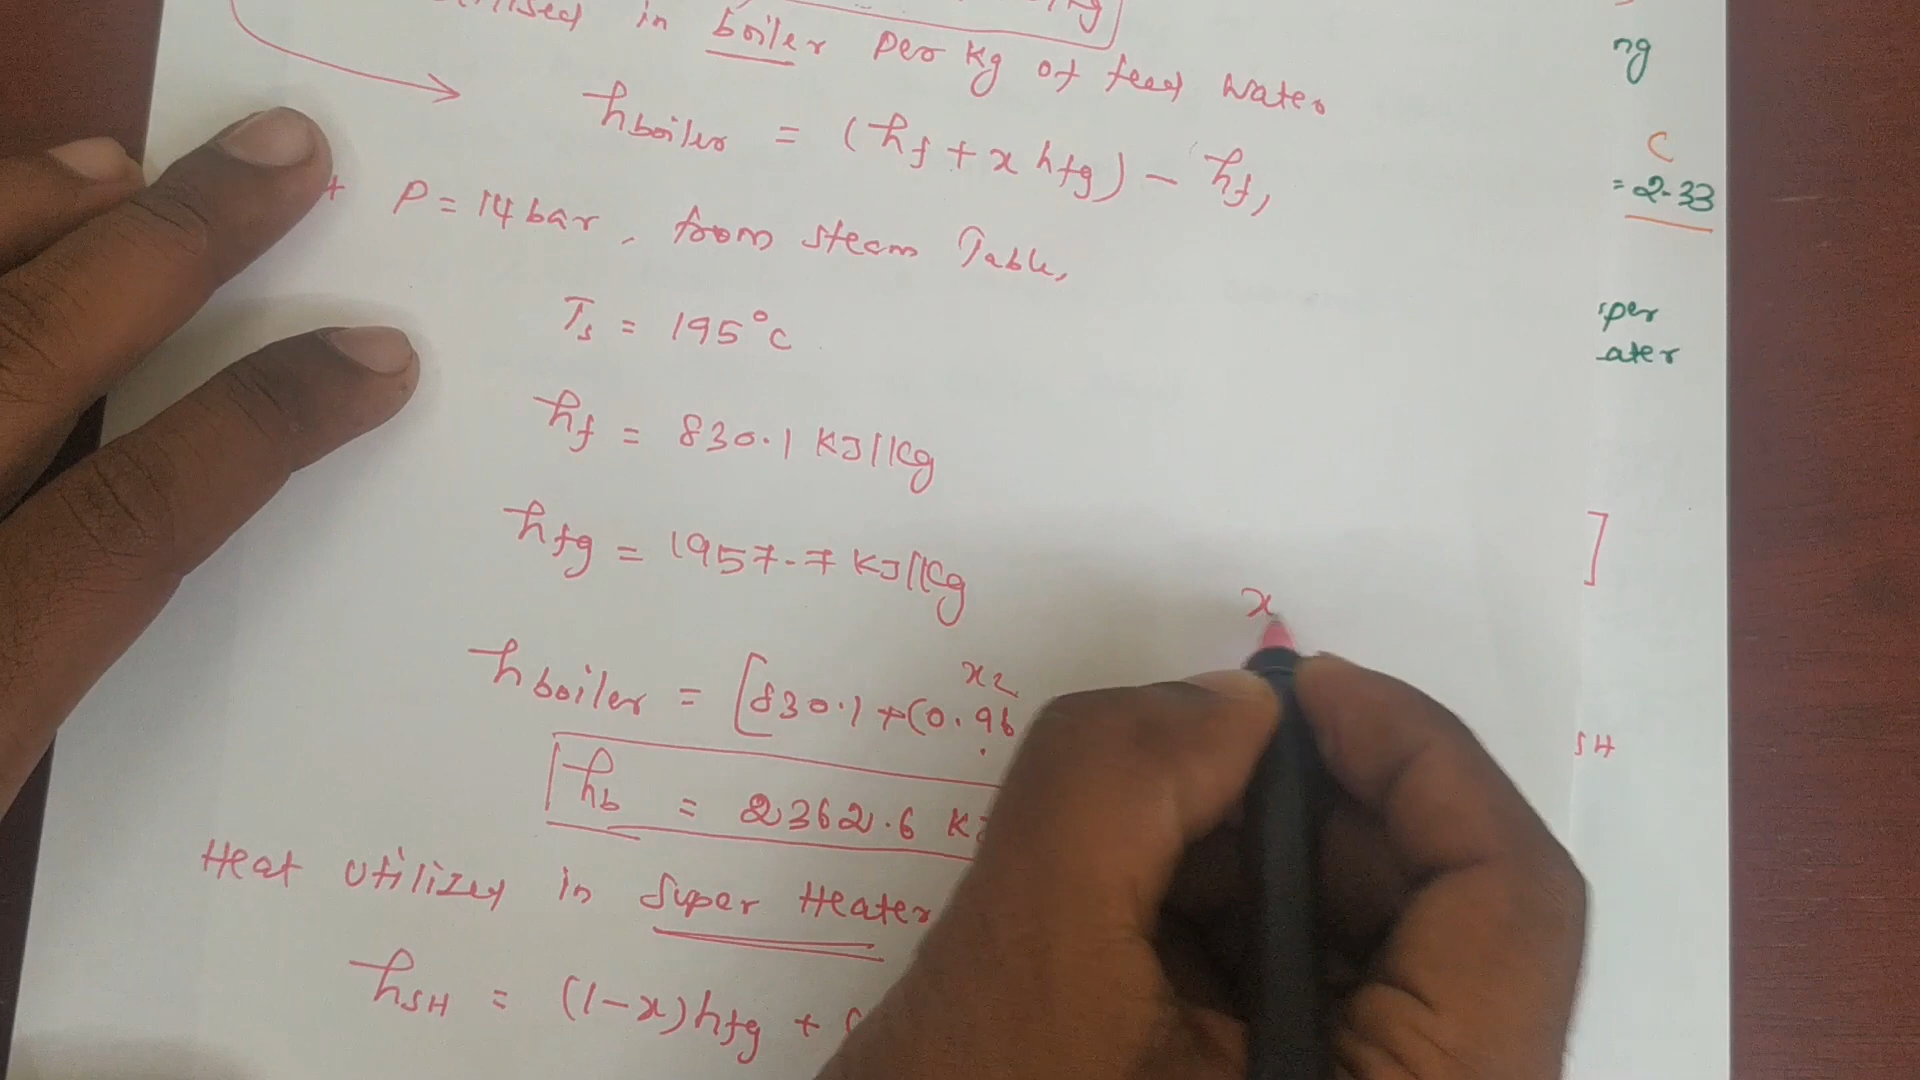 in boiler per kg of feed water
hboiler = (hf + x hfg) - hf,
P = 14 bar, from steam Table,
Ts = 195°C
hf = 830.1 KJ/Kg
hfg = 1957.7 KJ/Kg
x
x2
hboiler = [830.1 + (0.96
hb = 2362.6 KJ
Heat utilized in Super Heater
hSH = (1-x)hfg +
ng
C
= 2.33
per
ater
]
SH